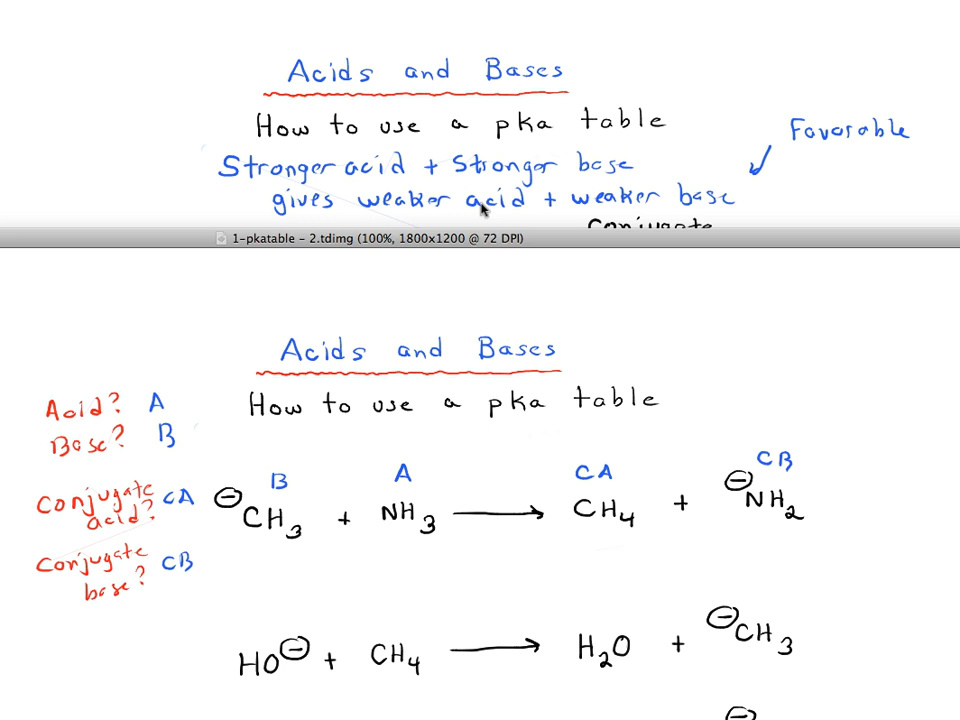 Acids and Bases
How to use a pka table
Favorable
Stronger acid + Stronger base
gives weaker acid + weaker base
conjugate
1-pkatable - 2.tdimg (100%, 1800x1200 @ 72 DPI)
Acids and Bases
How to use a pka table
Acid? A
Base? B
Conjugate acid? CA
Conjugate base? CB
B A CA CB
⊖CH3 + NH3 ⟶ CH4 + ⊖NH2
HO⊖ + CH4 ⟶ H2O + ⊖CH3